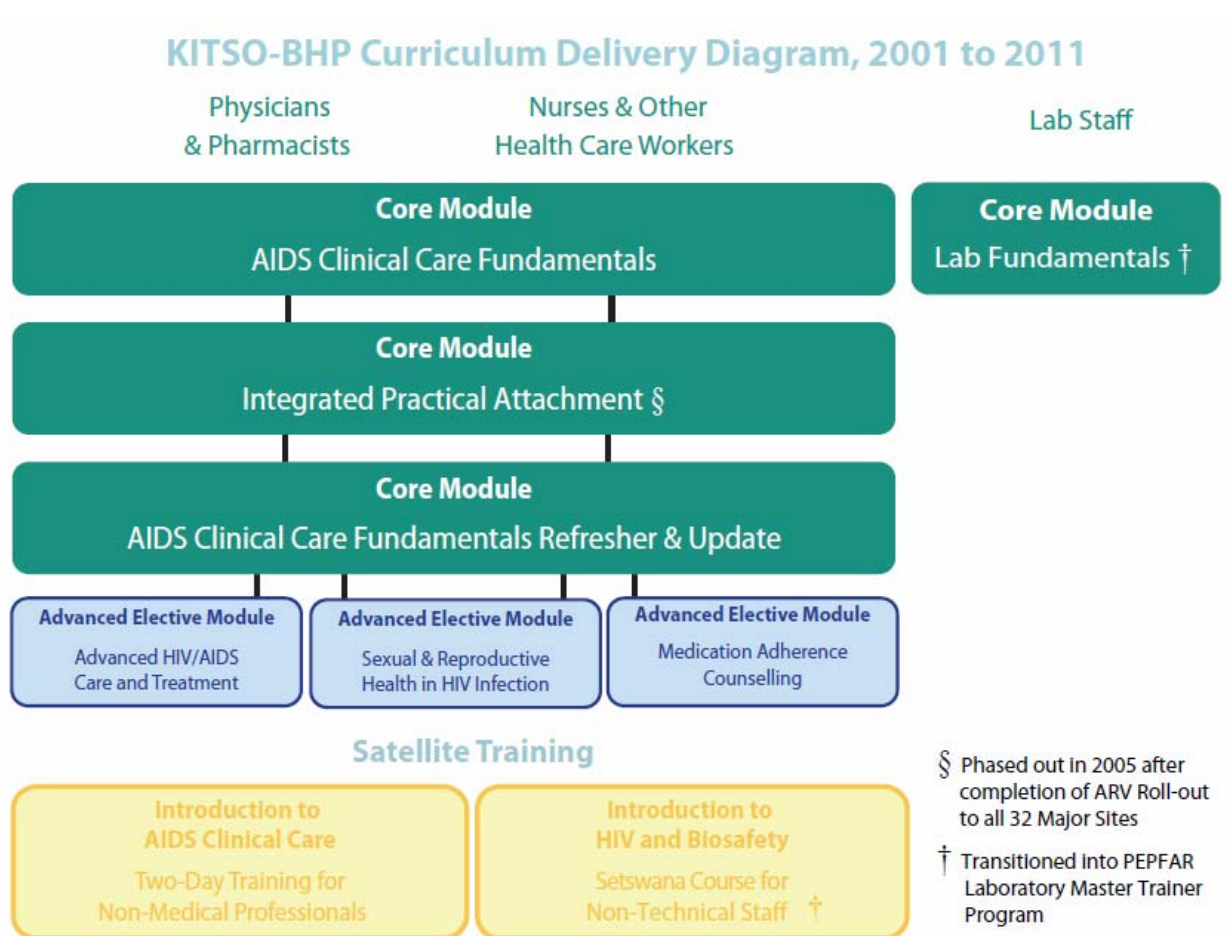 KITSO-BHP Curriculum Delivery Diagram, 2001 to 2011
Physicians
& Pharmacists
Nurses & Other
Health Care Workers
Lab Staff
Core Module
AIDS Clinical Care Fundamentals
Core Module
Lab Fundamentals †
Core Module
Integrated Practical Attachment §
Core Module
AIDS Clinical Care Fundamentals Refresher & Update
Advanced Elective Module
Advanced HIV/AIDS
Care and Treatment
Advanced Elective Module
Sexual & Reproductive
Health in HIV Infection
Advanced Elective Module
Medication Adherence
Counselling
Satellite Training
Introduction to
AIDS Clinical Care
Two-Day Training for
Non-Medical Professionals
Introduction to
HIV and Biosafety
Setswana Course for
Non-Technical Staff †
§ Phased out in 2005 after
completion of ARV Roll-out
to all 32 Major Sites
† Transitioned into PEPFAR
Laboratory Master Trainer
Program